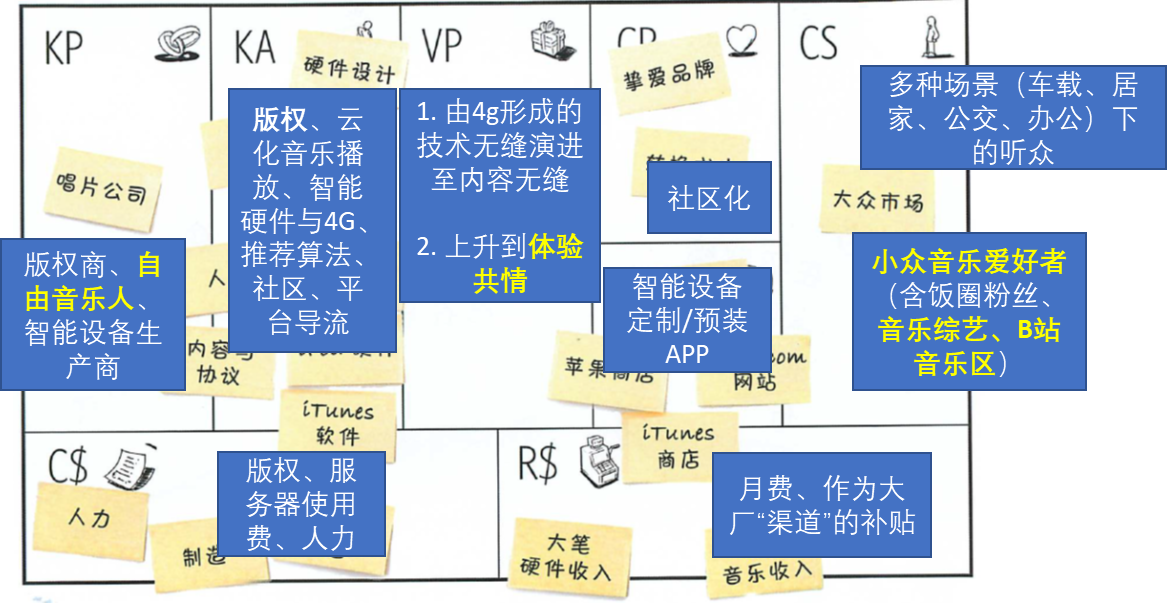 KP
KA
VP
CS
硬件设计
挚爱品牌
多种场景（车载、居
家、公交、办公）下
的听众
版权、云
化音乐播
放、智能
硬件与4G、
推荐算法、
社区、平
台导流
1. 由4g形成的
技术无缝演进
至内容无缝
2. 上升到体验
共情
唱片公司
社区化
大众市场
版权商、自
由音乐人、
智能设备生
产商
人
智能设备
定制/预装
APP
小众音乐爱好者
（含饭圈粉丝、
音乐综艺、B站
音乐区）
内容与
协议
苹果商店
网站
iTunes
软件
iTunes
商店
C$
R$
版权、服
务器使用
费、人力
月费、作为大
厂“渠道”的补贴
人力
制造
大笔
硬件收入
音乐收入